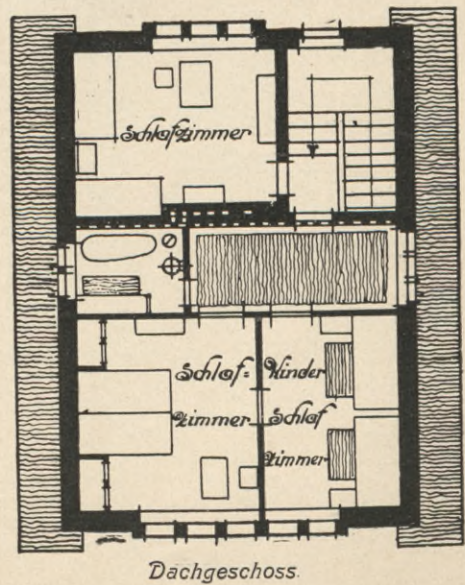 Schlafzimmer
Schlaf=
zimmer
Kinder
Schlaf
zimmer
Dachgeschoss.